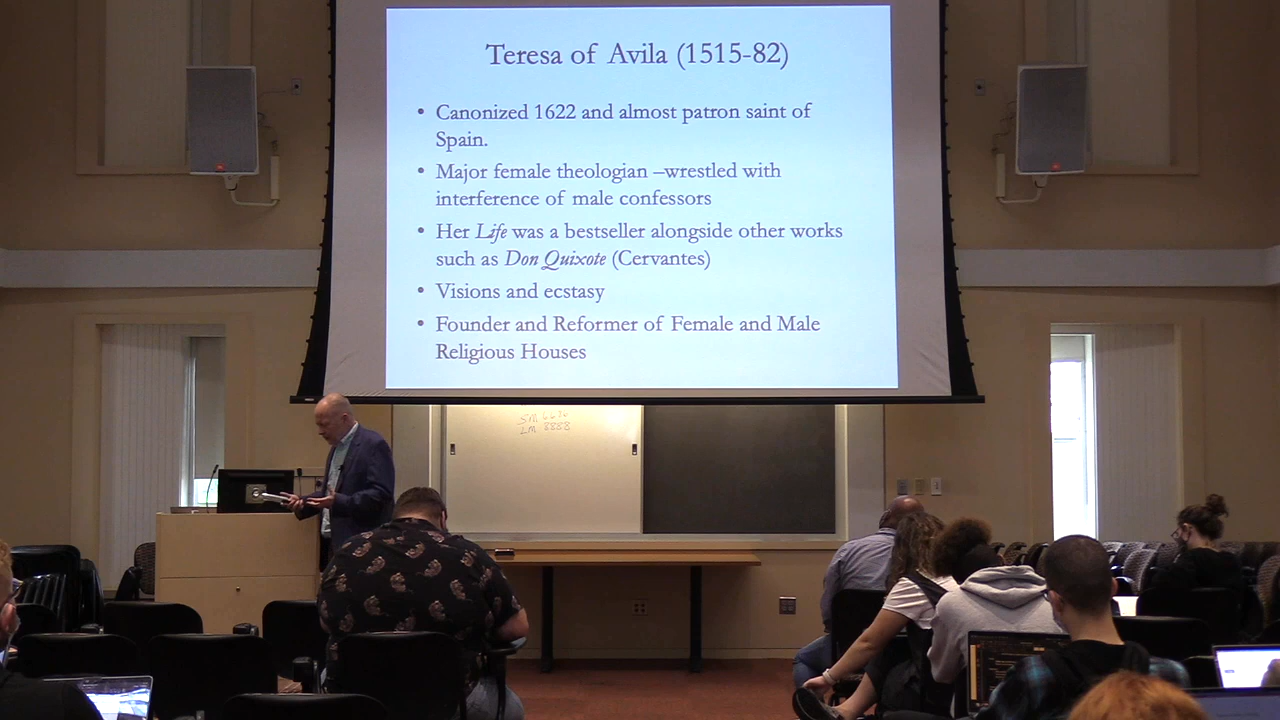 Teresa of Avila (1515-82)
• Canonized 1622 and almost patron saint of
Spain.
• Major female theologian –wrestled with
interference of male confessors
• Her Life was a bestseller alongside other works
such as Don Quixote (Cervantes)
• Visions and ecstasy
• Founder and Reformer of Female and Male
Religious Houses
8888